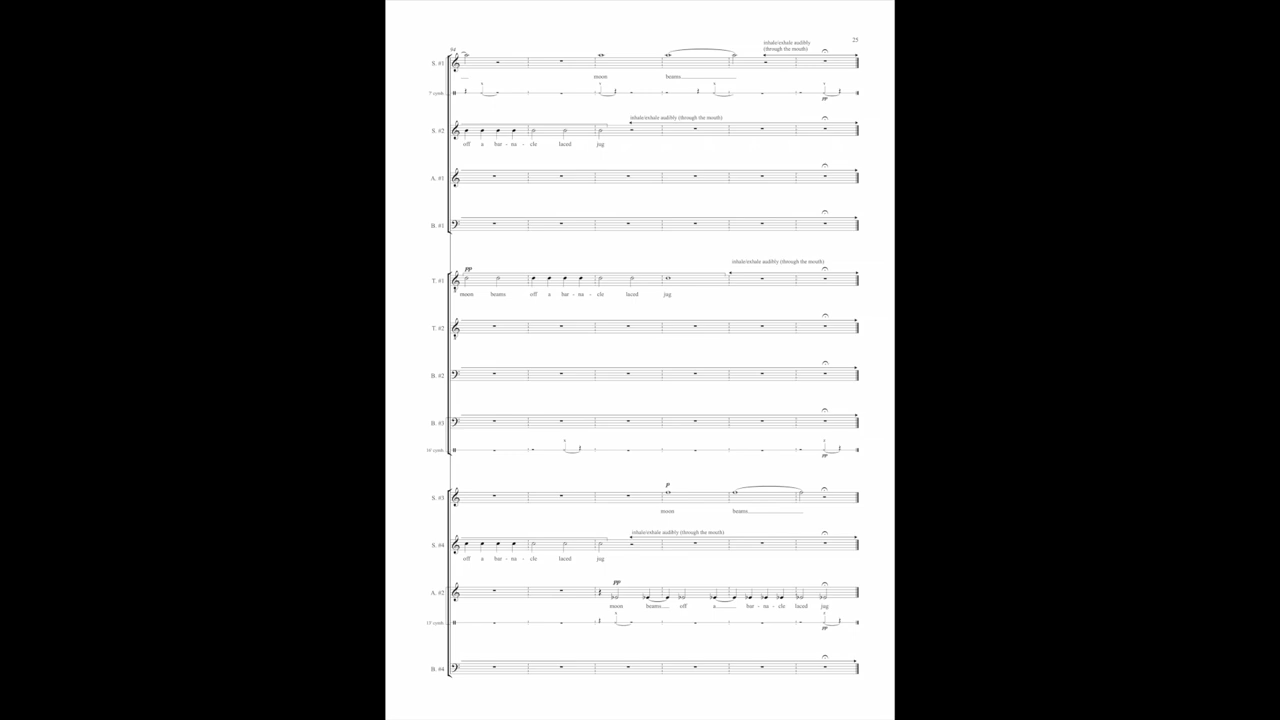 25
94
inhale/exhale audibly
(through the mouth)
S. #1
moon beams
7" cymb.
pp
inhale/exhale audibly (through the mouth)
S. #2
off a bar - na - cle laced jug
A. #1
B. #1
inhale/exhale audibly (through the mouth)
pp
T. #1
moon beams off a bar - na - cle laced jug
T. #2
B. #2
B. #3
pp
p
S. #3
moon beams
inhale/exhale audibly (through the mouth)
S. #4
off a bar - na - cle laced jug
pp
A. #2
moon beams off a bar - na - cle laced jug
pp
B. #4